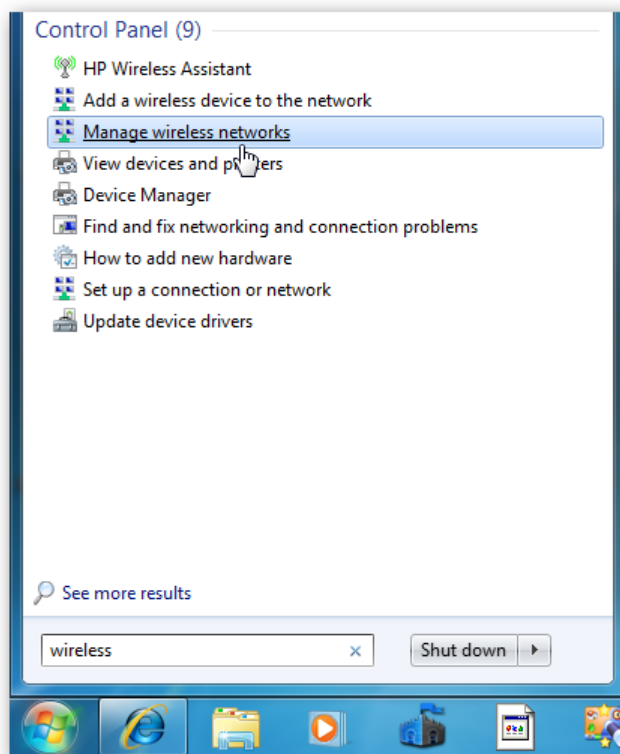 Control Panel (9)
HP Wireless Assistant
Add a wireless device to the network
Manage wireless networks
View devices and printers
Device Manager
Find and fix networking and connection problems
How to add new hardware
Set up a connection or network
Update device drivers
See more results
wireless
Shut down